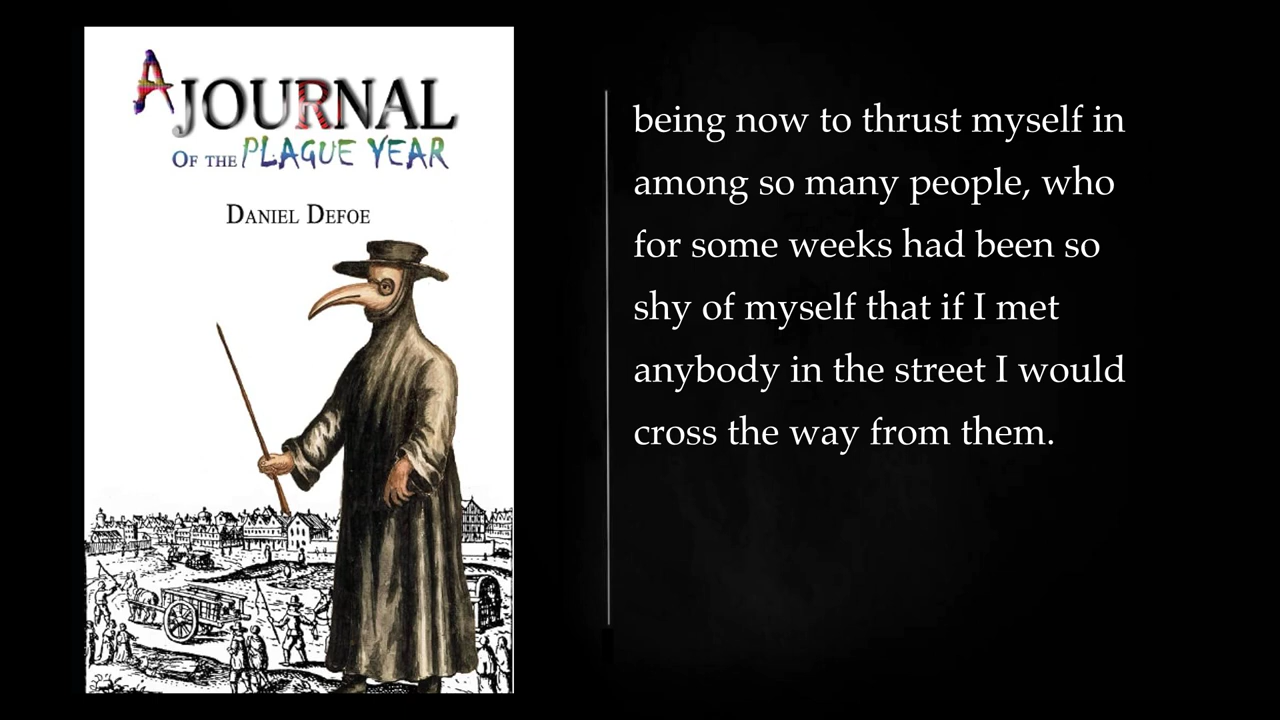 A JOURNAL
OF THE PLAGUE YEAR
DANIEL DEFOE
being now to thrust myself in
among so many people, who
for some weeks had been so
shy of myself that if I met
anybody in the street I would
cross the way from them.